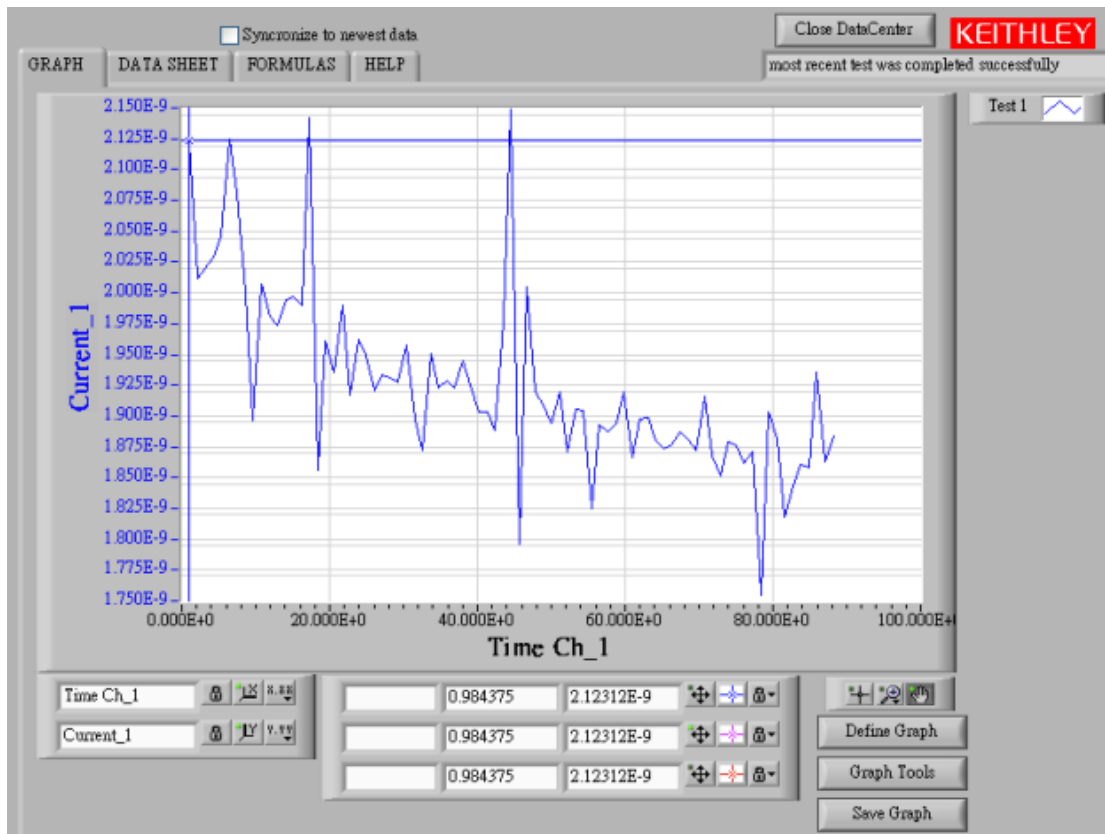 Syncronize to newest data
Close DataCenter
KEITHLEY
GRAPH DATA SHEET FORMULAS HELP
most recent test was completed successfully
Test 1
2.150E-9
2.125E-9
2.100E-9
2.075E-9
2.050E-9
2.025E-9
2.000E-9
1.975E-9
1.950E-9
1.925E-9
1.900E-9
1.875E-9
1.850E-9
1.825E-9
1.800E-9
1.775E-9
1.750E-9
Current_1
0.000E+0 20.000E+0 40.000E+0 60.000E+0 80.000E+0 100.000E+0
Time Ch_1
Time Ch_1 X X.XX
Current_1 Y Y.YY
0.984375 2.12312E-9
0.984375 2.12312E-9
0.984375 2.12312E-9
Define Graph
Graph Tools
Save Graph